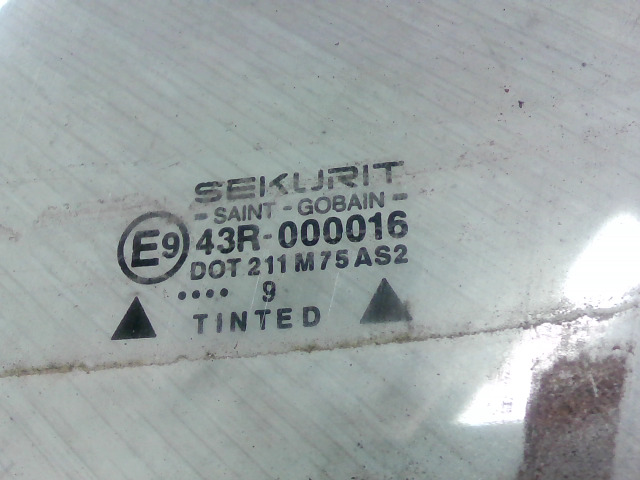 SEKURIT
- SAINT - GOBAIN -
E9 43R-000016
DOT 211 M75 AS2
.... 9
TINTED